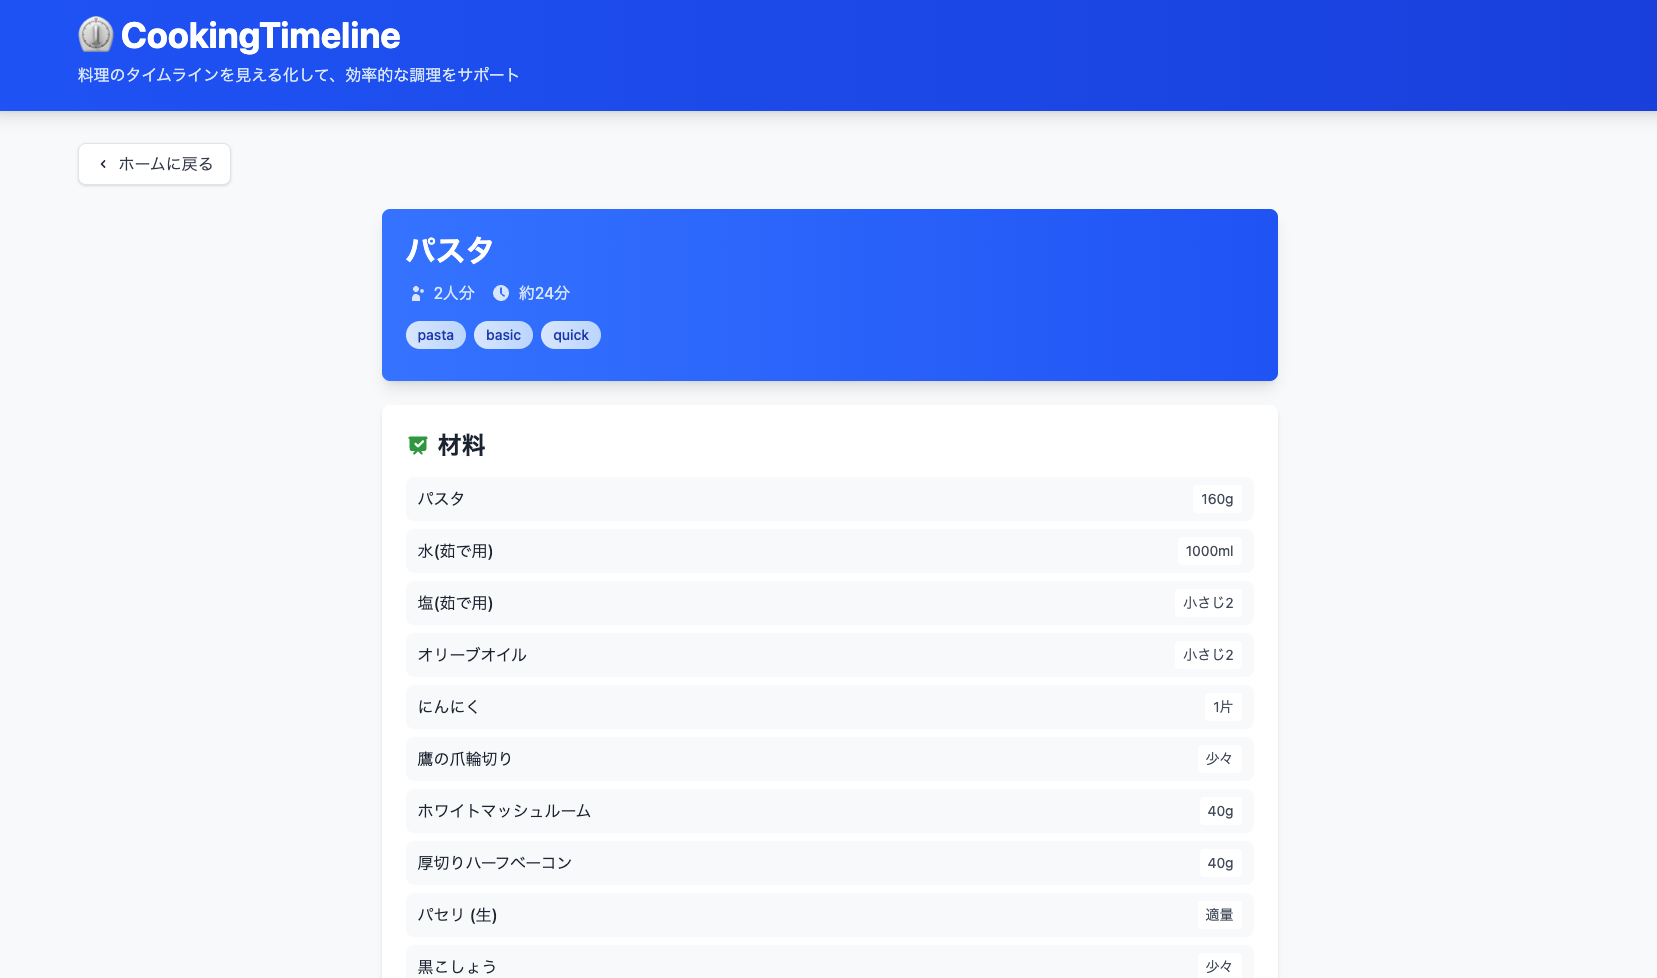 CookingTimeline
料理のタイムラインを見える化して、効率的な調理をサポート
ホームに戻る
パスタ
2人分 約24分
pasta basic quick
材料
パスタ 160g
水(茹で用) 1000ml
塩(茹で用) 小さじ2
オリーブオイル 小さじ2
にんにく 1片
鷹の爪輪切り 少々
ホワイトマッシュルーム 40g
厚切りハーフベーコン 40g
パセリ (生) 適量
黒こしょう 少々